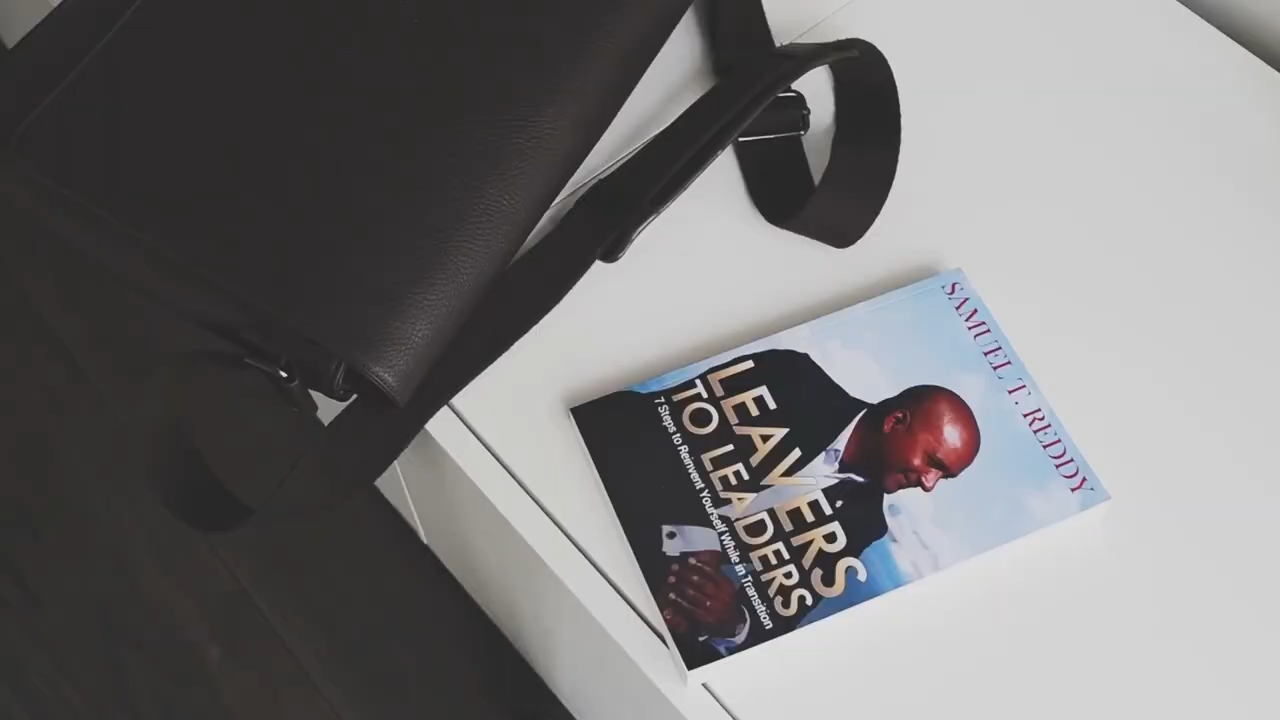 SAMUEL T. REDDY
LEAVERS
TO LEADERS
7 Steps to Reinvent Yourself While in Transition